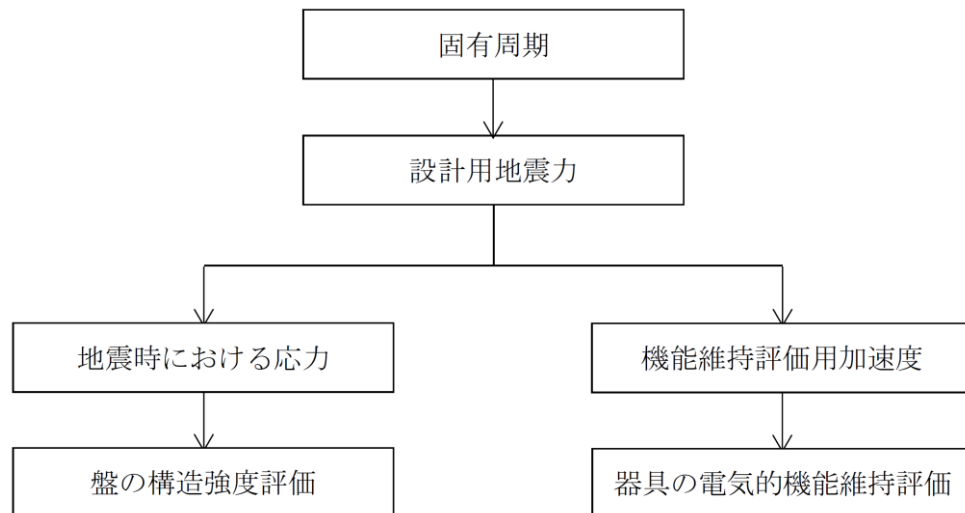 固有周期
設計用地震力
地震時における応力
機能維持評価用加速度
盤の構造強度評価
器具の電気的機能維持評価